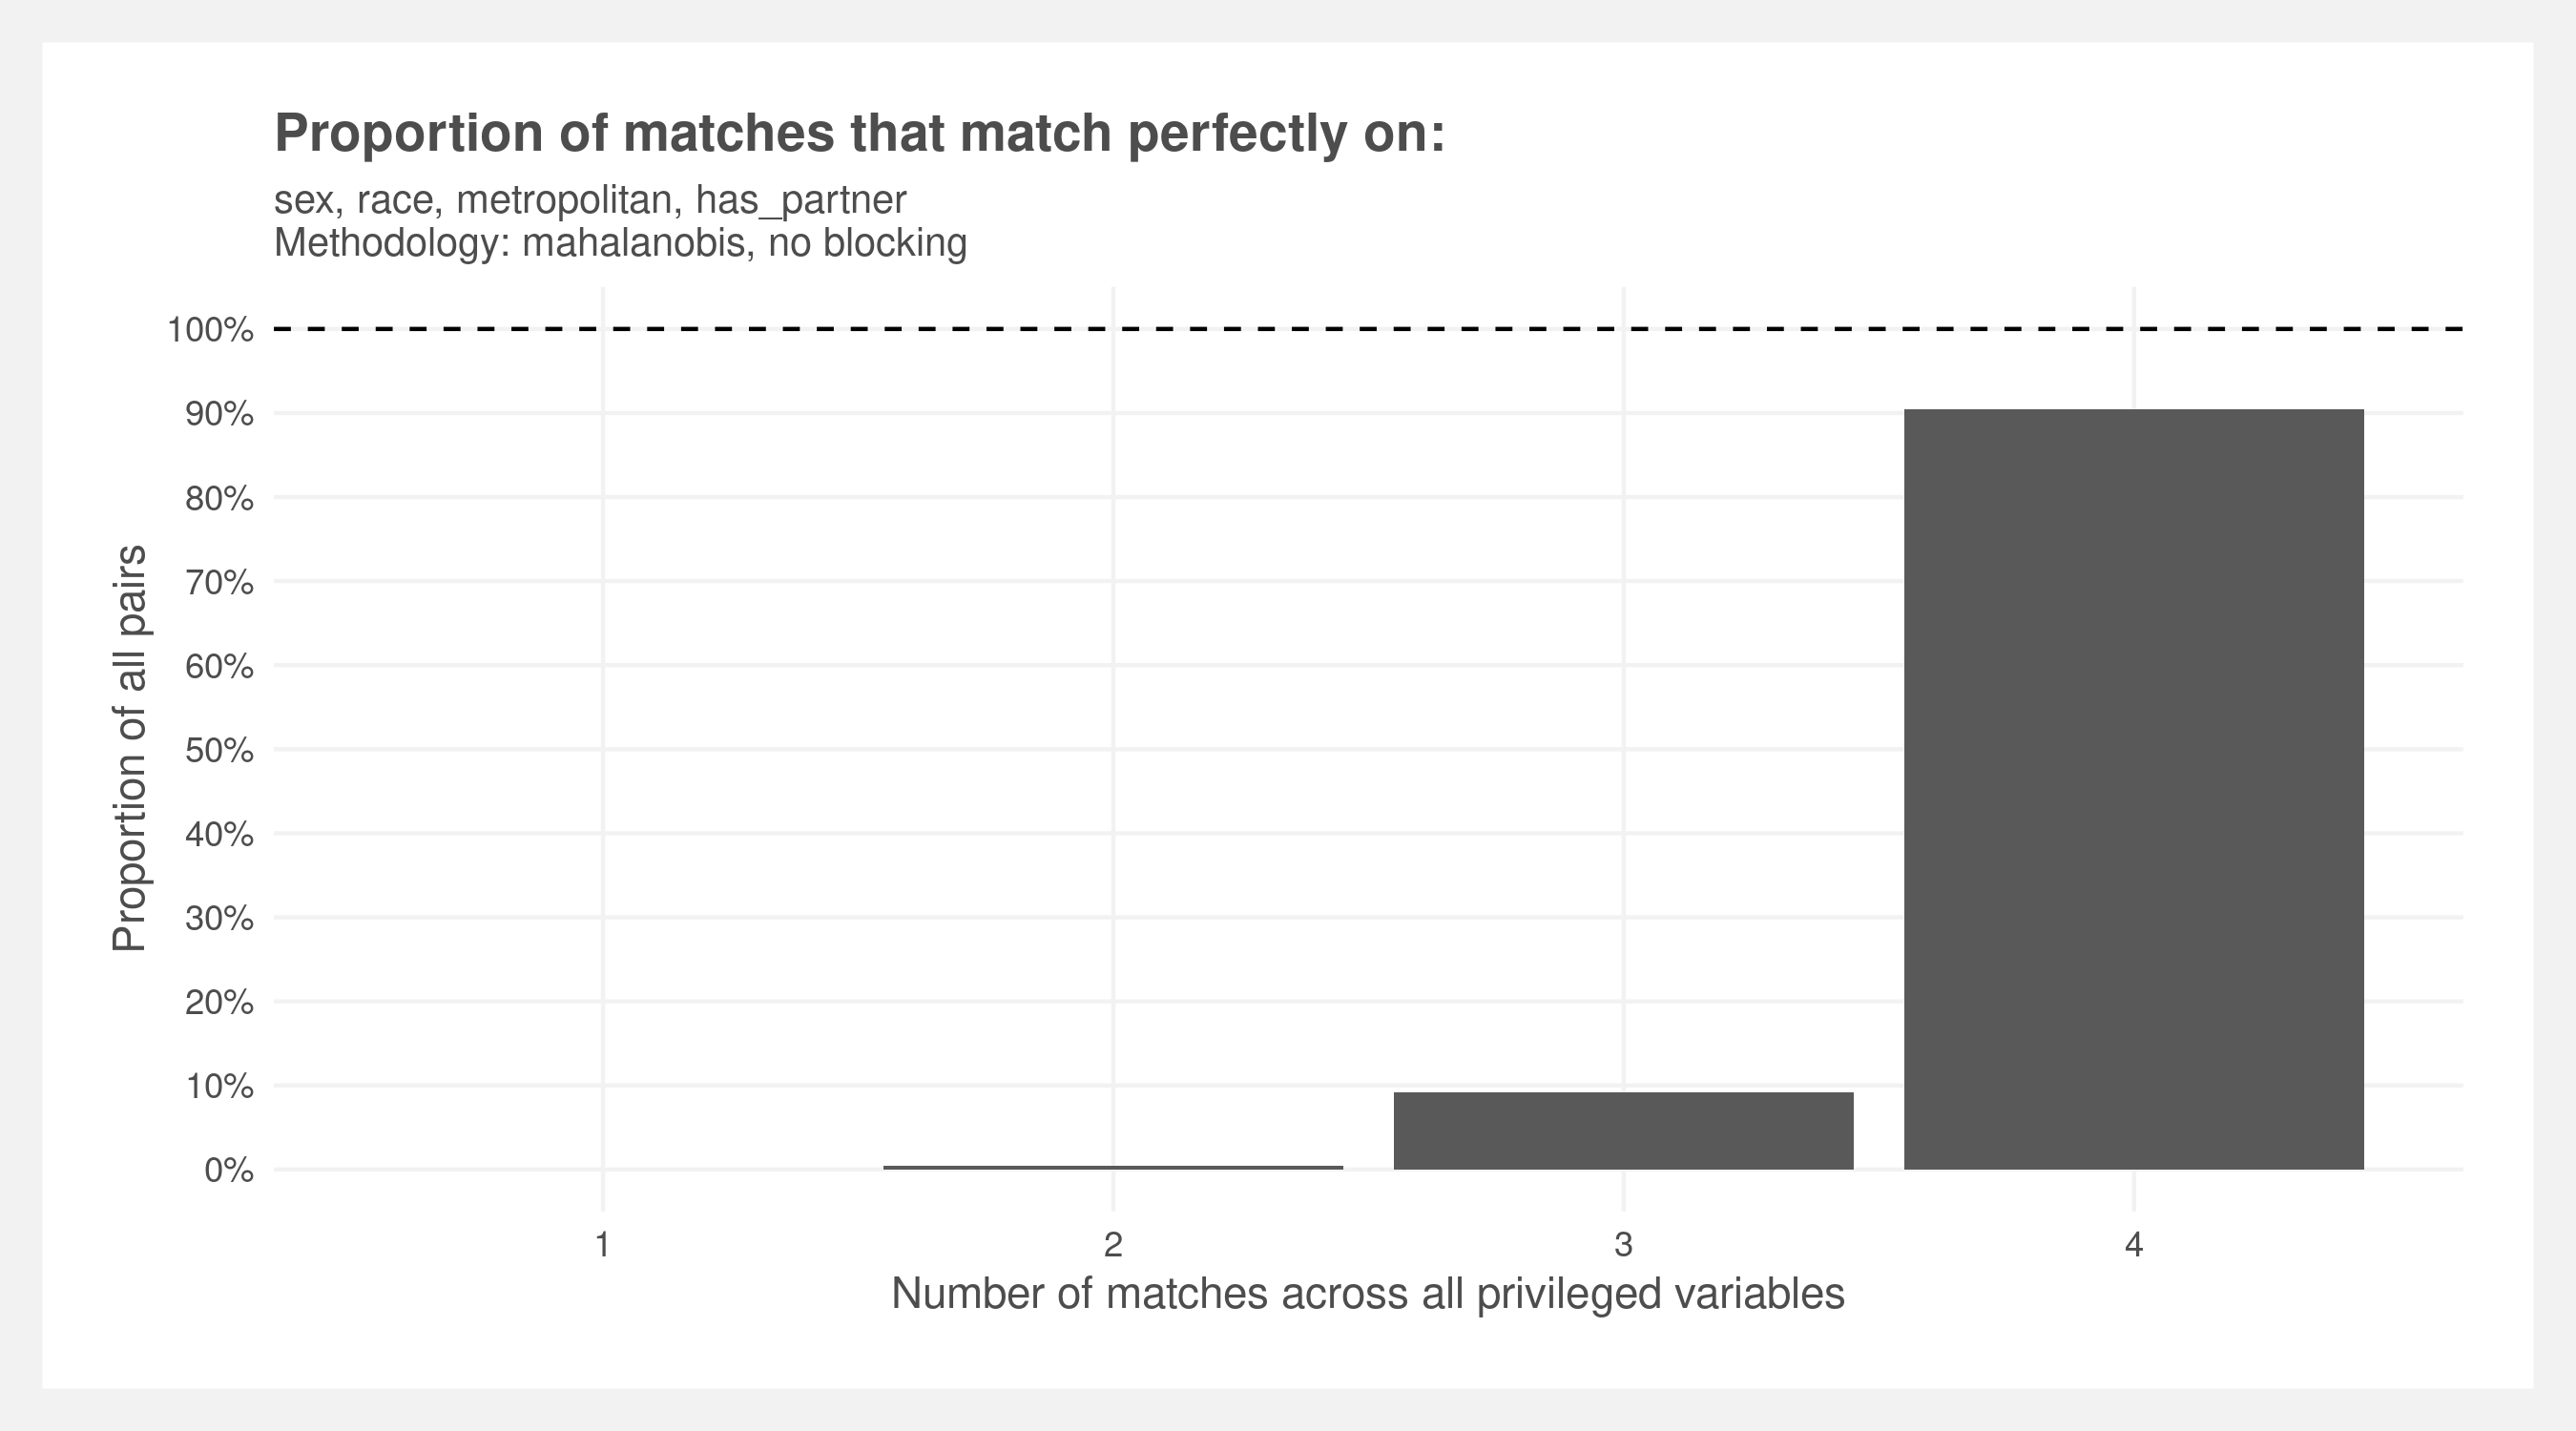 Proportion of matches that match perfectly on:
sex, race, metropolitan, has_partner
Methodology: mahalanobis, no blocking
Proportion of all pairs
100%
90%
80%
70%
60%
50%
40%
30%
20%
10%
0%
1 2 3 4
Number of matches across all privileged variables